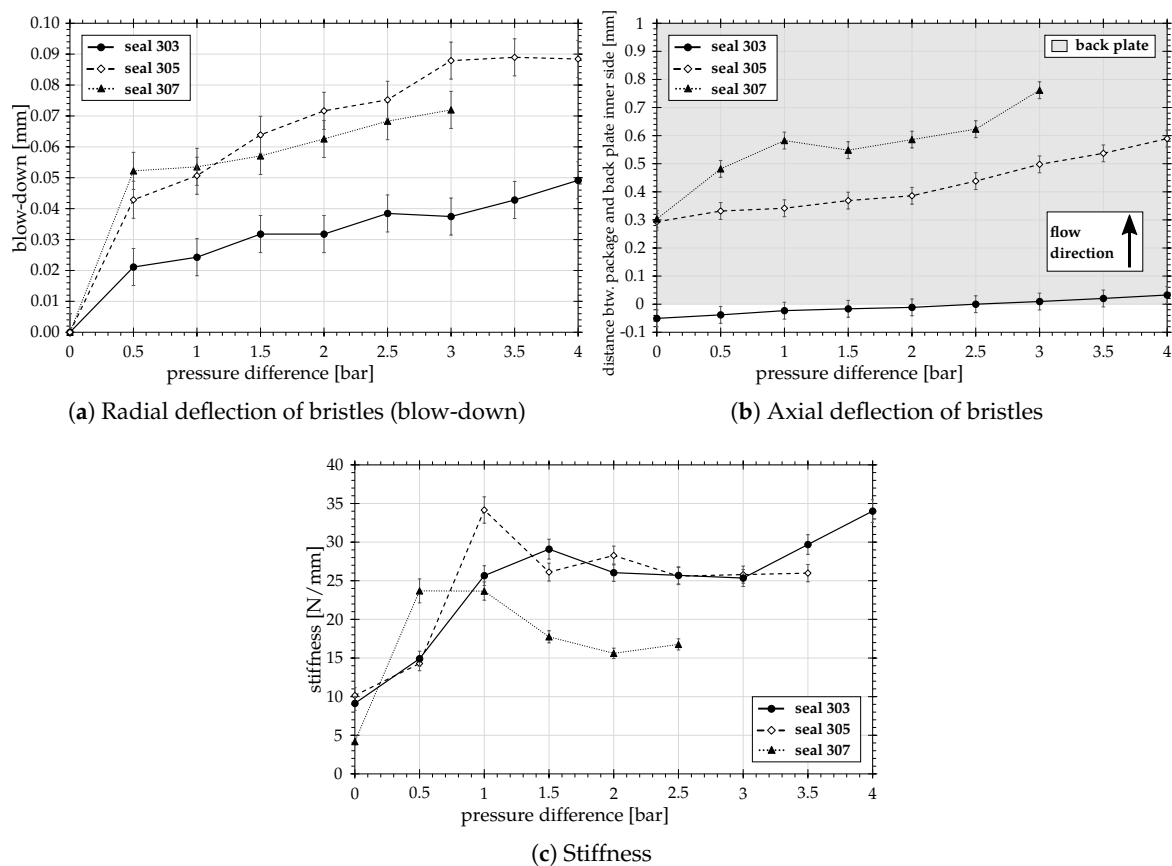 0.10
0.09
0.08
0.07
0.06
0.05
0.04
0.03
0.02
0.01
0.00
blow-down [mm]
seal 303
seal 305
seal 307
0 0.5 1 1.5 2 2.5 3 3.5 4
pressure difference [bar]
(a) Radial deflection of bristles (blow-down)
distance btw. package and back plate inner side [mm]
1
0.9
0.8
0.7
0.6
0.5
0.4
0.3
0.2
0.1
0
-0.1
seal 303
seal 305
seal 307
back plate
flow
direction
0 0.5 1 1.5 2 2.5 3 3.5 4
pressure difference [bar]
(b) Axial deflection of bristles
stiffness [N/mm]
40
35
30
25
20
15
10
5
0
seal 303
seal 305
seal 307
0 0.5 1 1.5 2 2.5 3 3.5 4
pressure difference [bar]
(c) Stiffness